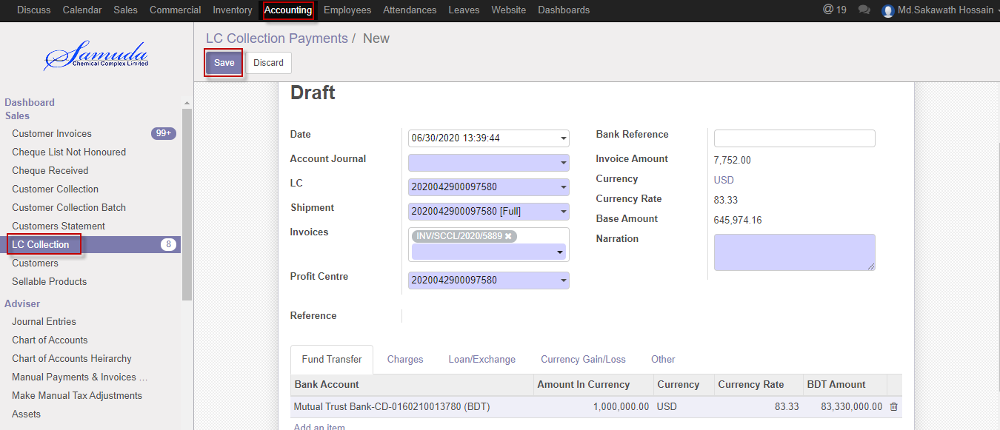 Discuss Calendar Sales Commercial Inventory Accounting Employees Attendances Leaves Website Dashboards @ 19 Md.Sakawath Hossain
Samuda
Chemical Complex Limited
LC Collection Payments / New
Save Discard
Dashboard
Sales
Customer Invoices 99+
Cheque List Not Honoured
Cheque Received
Customer Collection
Customer Collection Batch
Customers Statement
LC Collection 8
Customers
Sellable Products
Adviser
Journal Entries
Chart of Accounts
Chart of Accounts Heirarchy
Manual Payments & Invoices ...
Make Manual Tax Adjustments
Assets
Draft
Date 06/30/2020 13:39:44
Account Journal
LC 2020042900097580
Shipment 2020042900097580 [Full]
Invoices INV/SCCL/2020/5889 ✖
Profit Centre 2020042900097580
Reference
Bank Reference
Invoice Amount 7,752.00
Currency USD
Currency Rate 83.33
Base Amount 645,974.16
Narration
Fund Transfer Charges Loan/Exchange Currency Gain/Loss Other
Bank Account Amount In Currency Currency Currency Rate BDT Amount
Mutual Trust Bank-CD-0160210013780 (BDT) 1,000,000.00 USD 83.33 83,330,000.00
Add an item